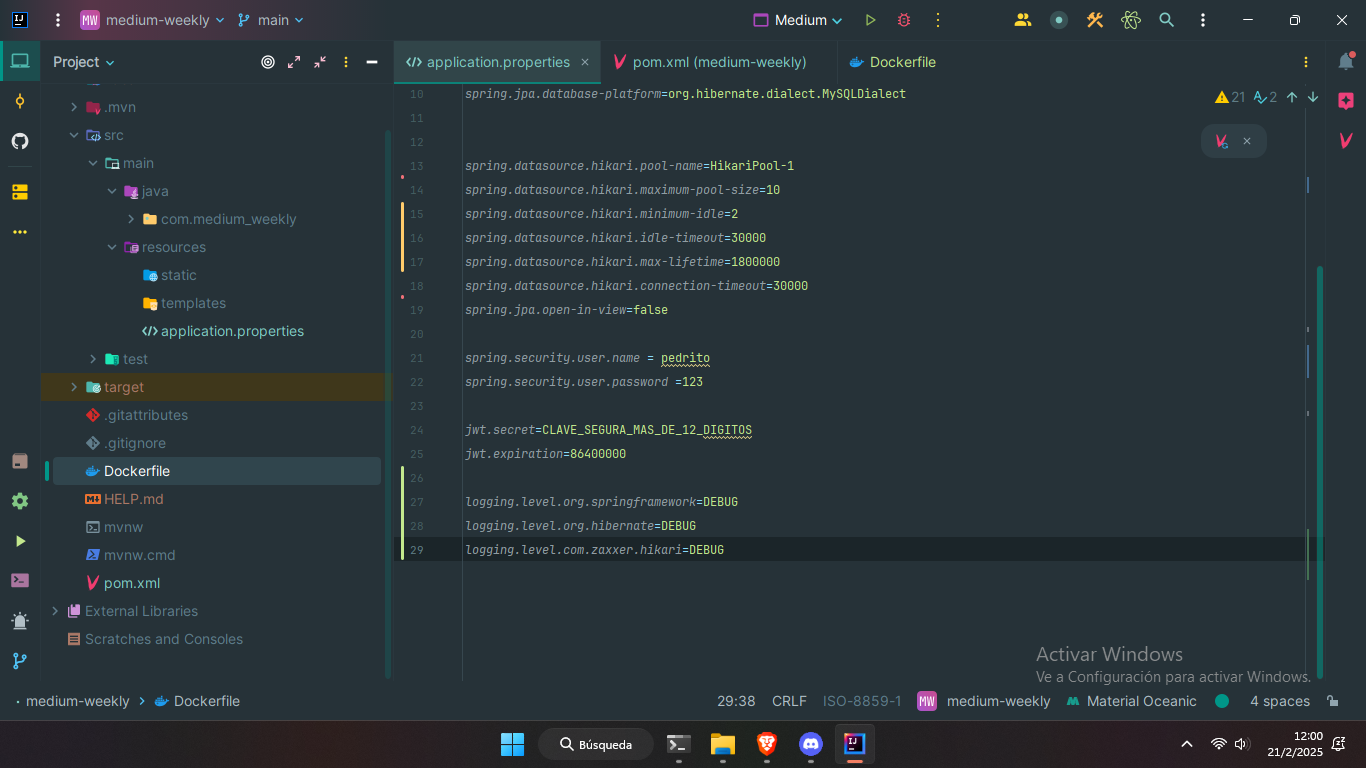 MW medium-weekly main Medium
Project
application.properties pom.xml (medium-weekly) Dockerfile
.mvn
src
main
java
com.medium_weekly
resources
static
templates
application.properties
test
target
.gitattributes
.gitignore
Dockerfile
HELP.md
mvnw
mvnw.cmd
pom.xml
External Libraries
Scratches and Consoles
21 2
10 spring.jpa.database-platform=org.hibernate.dialect.MySQLDialect
11
12
13 spring.datasource.hikari.pool-name=HikariPool-1
14 spring.datasource.hikari.maximum-pool-size=10
15 spring.datasource.hikari.minimum-idle=2
16 spring.datasource.hikari.idle-timeout=30000
17 spring.datasource.hikari.max-lifetime=1800000
18 spring.datasource.hikari.connection-timeout=30000
19 spring.jpa.open-in-view=false
20
21 spring.security.user.name = pedrito
22 spring.security.user.password =123
23
24 jwt.secret=CLAVE_SEGURA_MAS_DE_12_DIGITOS
25 jwt.expiration=86400000
26
27 logging.level.org.springframework=DEBUG
28 logging.level.org.hibernate=DEBUG
29 logging.level.com.zaxxer.hikari=DEBUG
Activar Windows
Ve a Configuración para activar Windows.
medium-weekly Dockerfile 29:38 CRLF ISO-8859-1 MW medium-weekly Material Oceanic 4 spaces
Búsqueda
12:00
21/2/2025